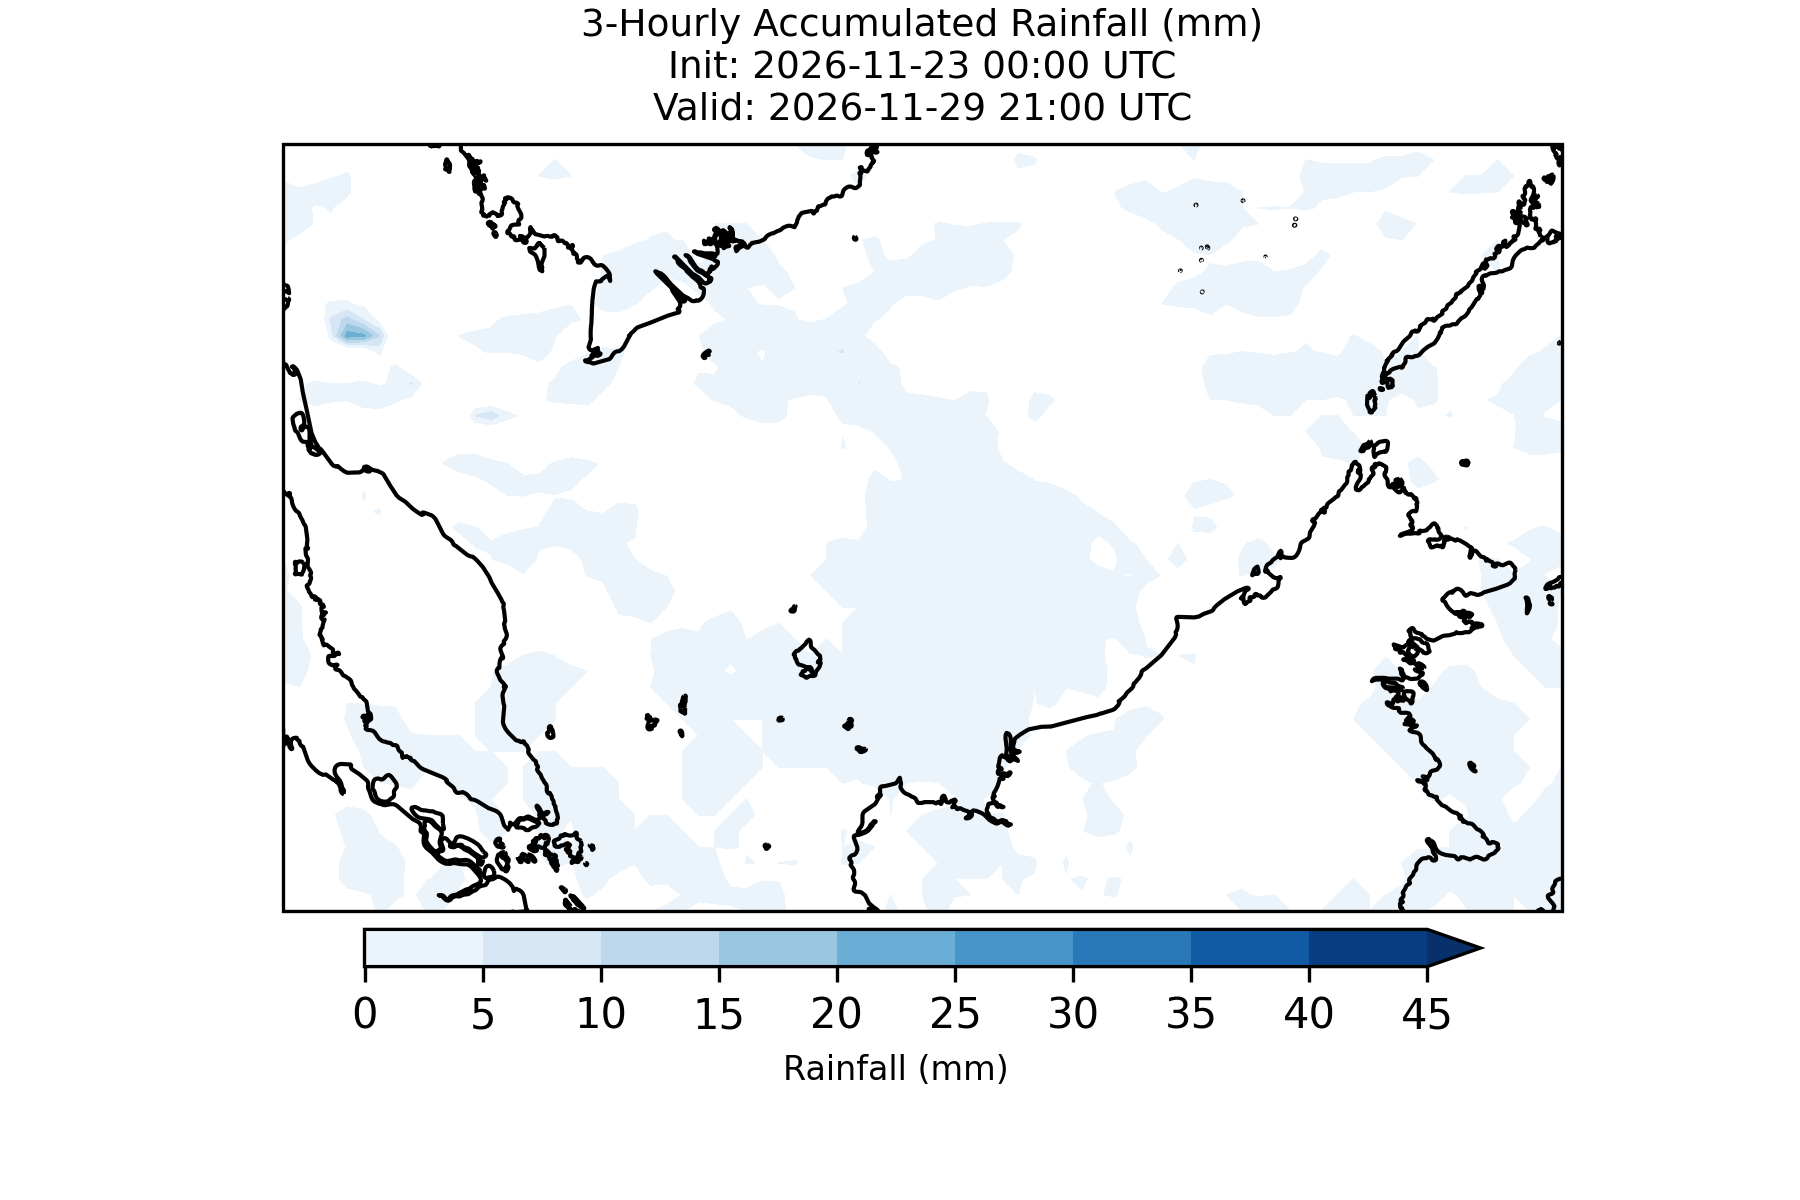 3-Hourly Accumulated Rainfall (mm)
Init: 2026-11-23 00:00 UTC
Valid: 2026-11-29 21:00 UTC
0 5 10 15 20 25 30 35 40 45
Rainfall (mm)